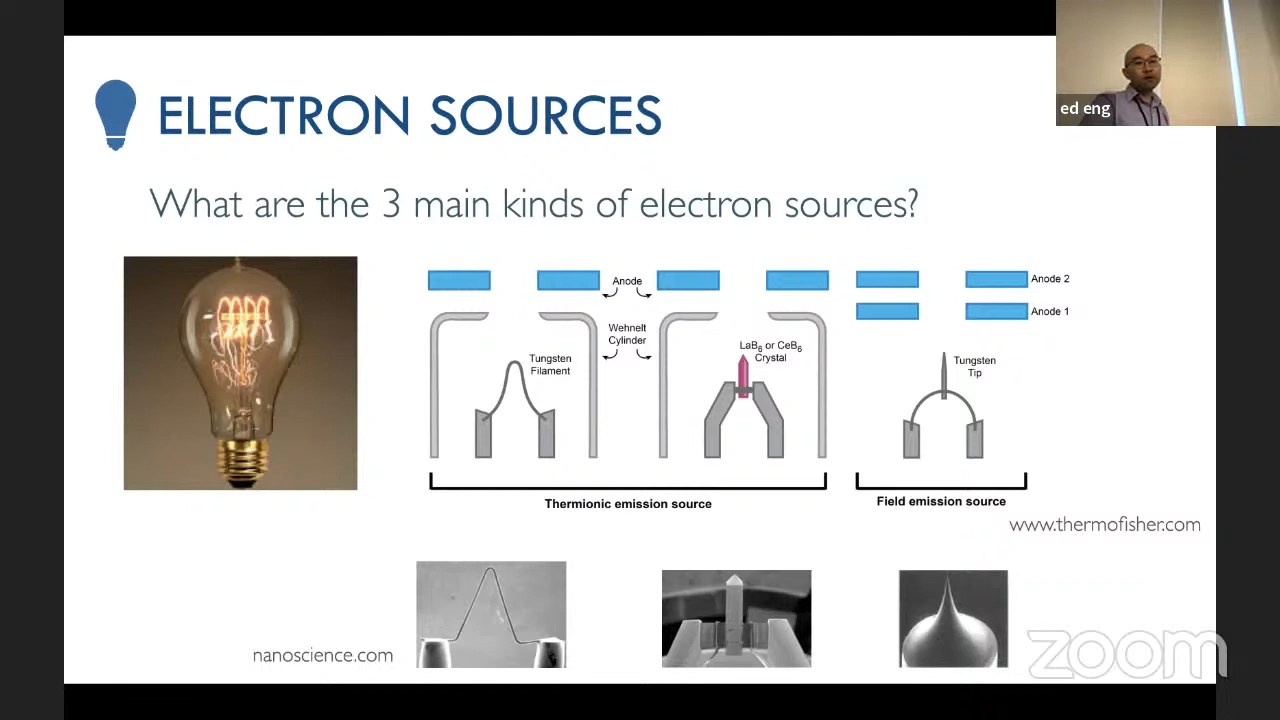 ELECTRON SOURCES
ed eng
What are the 3 main kinds of electron sources?
Anode
Wehnelt
Cylinder
Tungsten
Filament
LaB6 or CeB6
Crystal
Anode 2
Anode 1
Tungsten
Tip
Thermionic emission source
Field emission source
www.thermofisher.com
nanoscience.com
zoom